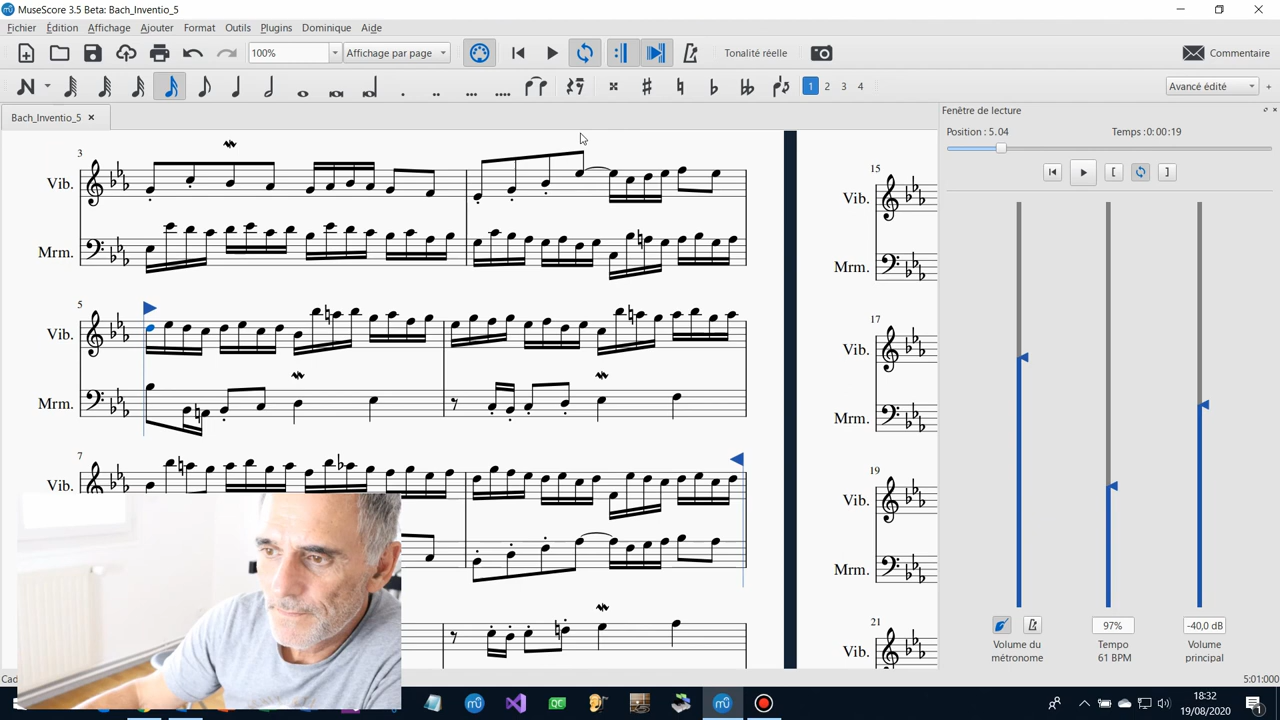 MuseScore 3.5 Beta: Bach_Inventio_5
Fichier Édition Affichage Ajouter Format Outils Plugins Dominique Aide
100% Affichage par page Tonalité réelle Commentaire
1 2 3 4 Avancé édité +
Bach_Inventio_5
Fenêtre de lecture
Position : 5.04 Temps :0:00:19
3
Vib.
Mrm.
5
Vib.
Mrm.
7
Vib.
15
Vib.
Mrm.
17
Vib.
Mrm.
19
Vib.
Mrm.
21
Vib.
97% -40,0 dB
Volume du métronome
Tempo
61 BPM
Volume principal
5:01:000
18:32
19/08/2020